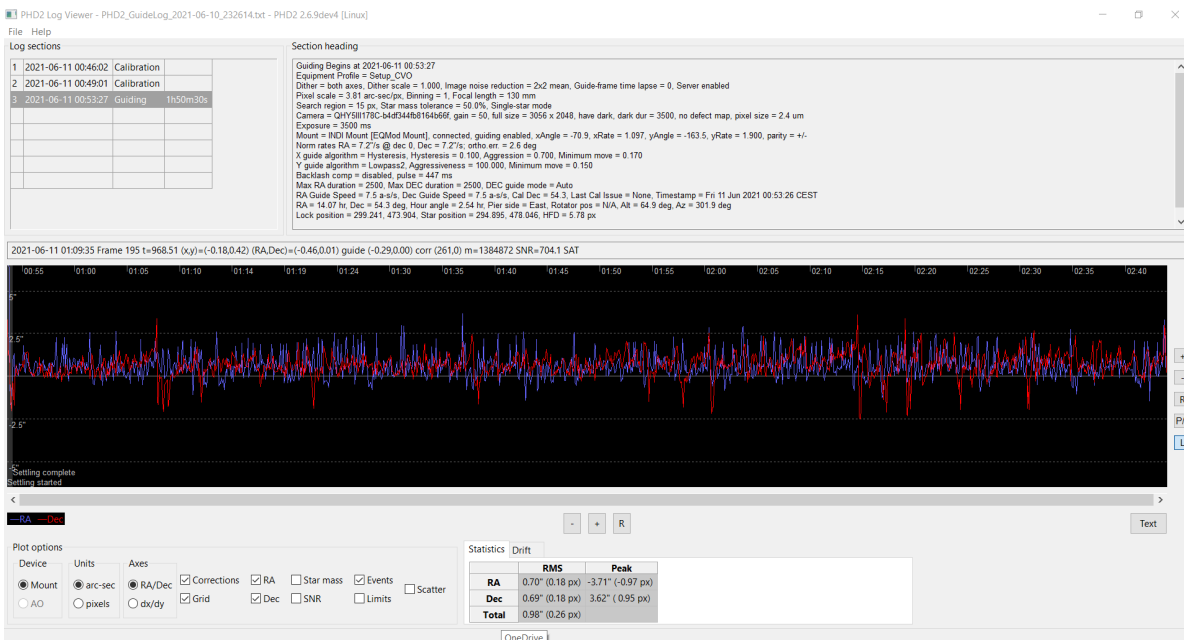 PHD2 Log Viewer - PHD2_GuideLog_2021-06-10_232614.txt - PHD2 2.6.9dev4 [Linux]
File Help
Log sections
1 2021-06-11 00:46:02 Calibration
2 2021-06-11 00:49:01 Calibration
3 2021-06-11 00:53:27 Guiding 1h50m30s
Section heading
Guiding Begins at 2021-06-11 00:53:27
Equipment Profile = Setup_CVO
Dither = both axes, Dither scale = 1.000, Image noise reduction = 2x2 mean, Guide-frame time lapse = 0, Server enabled
Pixel scale = 3.81 arc-sec/px, Binning = 1, Focal length = 130 mm
Search region = 15 px, Star mass tolerance = 50.0%, Single-star mode
Camera = QHY5III178C-b4df344fb8164b66f, gain = 50, full size = 3056 x 2048, have dark, dark dur = 3500, no defect map, pixel size = 2.4 um
Exposure = 3500 ms
Mount = INDI Mount [EQMod Mount], connected, guiding enabled, xAngle = -70.9, xRate = 1.097, yAngle = -163.5, yRate = 1.900, parity = +/-
Norm rates RA = 7.2"/s @ dec 0, Dec = 7.2"/s; ortho.err. = 2.6 deg
X guide algorithm = Hysteresis, Hysteresis = 0.100, Aggression = 0.700, Minimum move = 0.170
Y guide algorithm = Lowpass2, Aggressiveness = 100.000, Minimum move = 0.150
Backlash comp = disabled, pulse = 447 ms
Max RA duration = 2500, Max DEC duration = 2500, DEC guide mode = Auto
RA Guide Speed = 7.5 a-s/s, Dec Guide Speed = 7.5 a-s/s, Cal Dec = 54.3, Last Cal Issue = None, Timestamp = Fri 11 Jun 2021 00:53:26 CEST
RA = 14.07 hr, Dec = 54.3 deg, Hour angle = 2.54 hr, Pier side = East, Rotator pos = N/A, Alt = 64.9 deg, Az = 301.9 deg
Lock position = 299.241, 473.904, Star position = 294.895, 478.046, HFD = 5.78 px
2021-06-11 01:09:35 Frame 195 t=968.51 (x,y)=(-0.18,0.42) (RA,Dec)=(-0.46,0.01) guide (-0.29,0.00) corr (261,0) m=1384872 SNR=704.1 SAT
00:55 01:00 01:05 01:10 01:14 01:19 01:24 01:30 01:35 01:40 01:45 01:50 01:55 02:00 02:05 02:10 02:15 02:20 02:25 02:30 02:35 02:40
5"
2.5"
-2.5"
-5"
Settling complete
Settling started
RA Dec
- + R
Text
Plot options
Device Units Axes
Mount arc-sec RA/Dec Corrections RA Star mass Events Scatter
AO pixels dx/dy Grid Dec SNR Limits
Statistics Drift
RMS Peak
RA 0.70" (0.18 px) -3.71" (-0.97 px)
Dec 0.69" (0.18 px) 3.62" ( 0.95 px)
Total 0.98" (0.26 px)
OneDrive